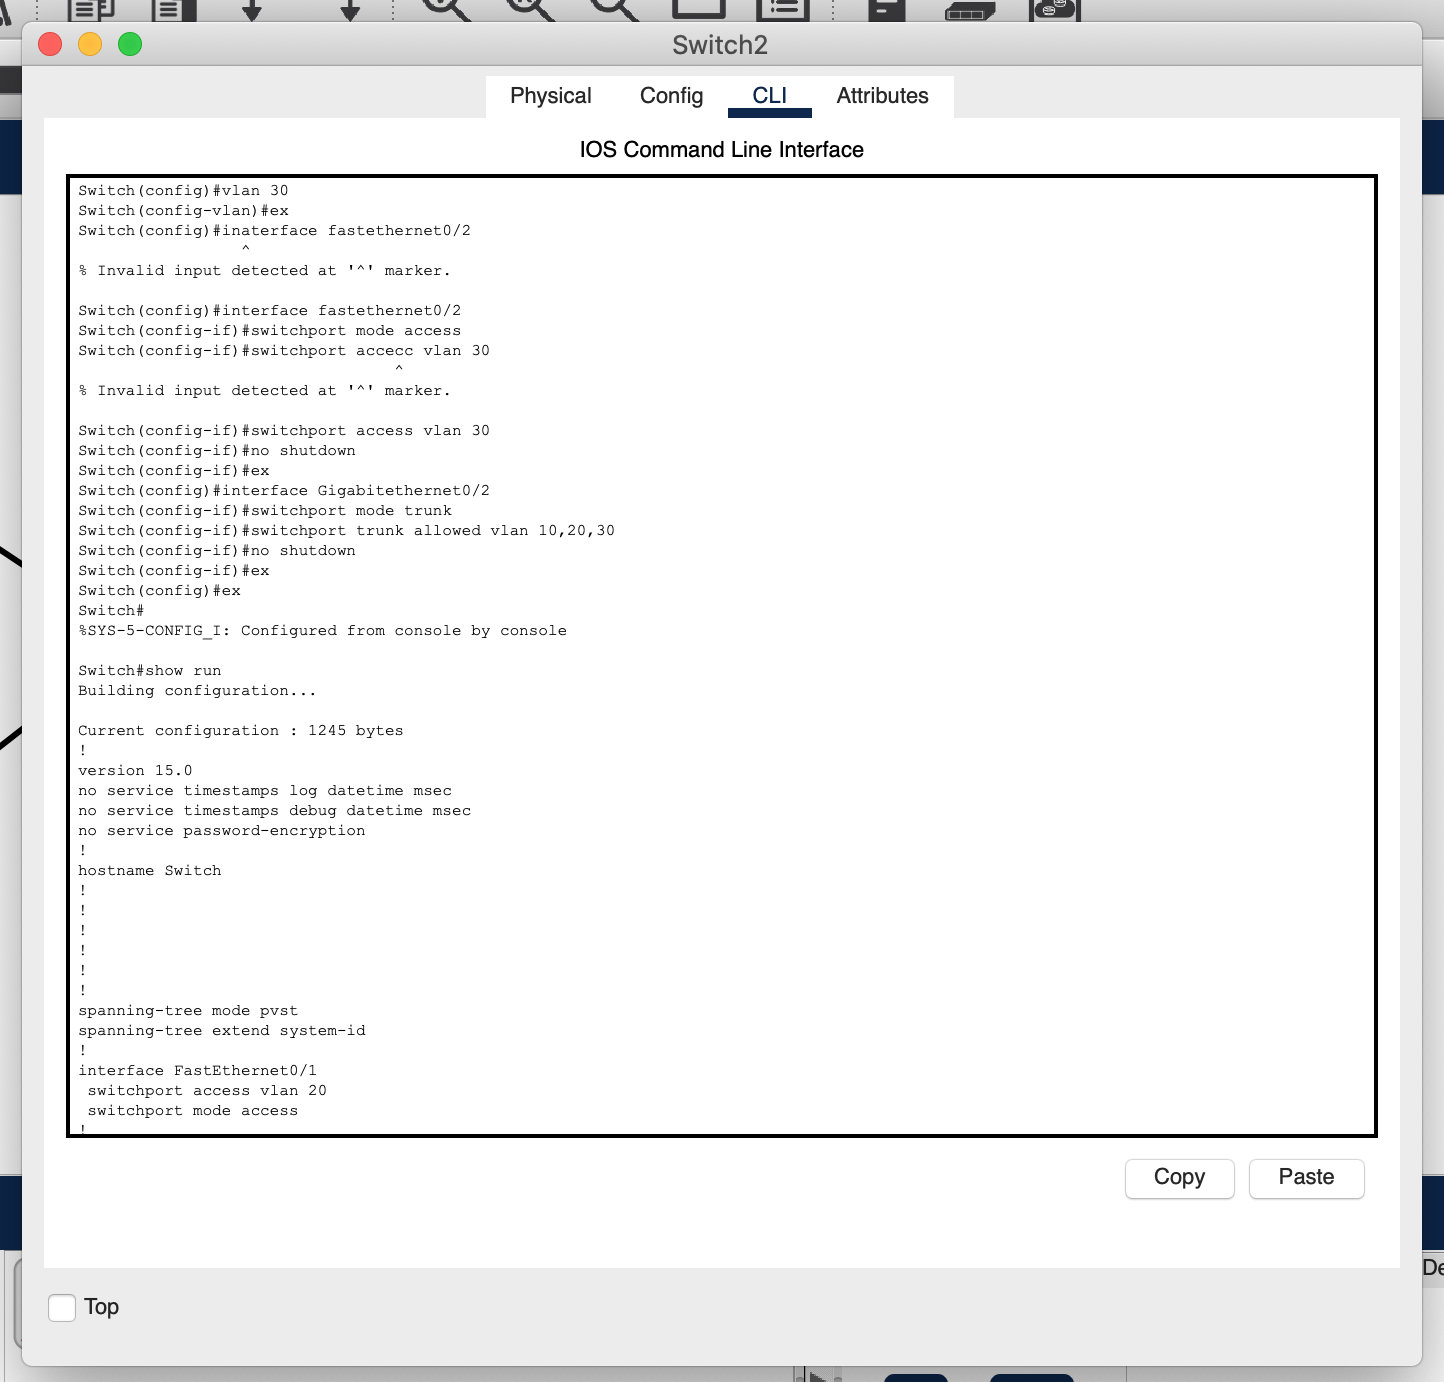 Switch2
Physical Config CLI Attributes
IOS Command Line Interface
Switch(config)#vlan 30
Switch(config-vlan)#ex
Switch(config)#inaterface fastethernet0/2
^
% Invalid input detected at '^' marker.
Switch(config)#interface fastethernet0/2
Switch(config-if)#switchport mode access
Switch(config-if)#switchport accecc vlan 30
^
% Invalid input detected at '^' marker.
Switch(config-if)#switchport access vlan 30
Switch(config-if)#no shutdown
Switch(config-if)#ex
Switch(config)#interface Gigabitethernet0/2
Switch(config-if)#switchport mode trunk
Switch(config-if)#switchport trunk allowed vlan 10,20,30
Switch(config-if)#no shutdown
Switch(config-if)#ex
Switch(config)#ex
Switch#
%SYS-5-CONFIG_I: Configured from console by console
Switch#show run
Building configuration...
Current configuration : 1245 bytes
!
version 15.0
no service timestamps log datetime msec
no service timestamps debug datetime msec
no service password-encryption
!
hostname Switch
!
!
!
!
!
!
spanning-tree mode pvst
spanning-tree extend system-id
!
interface FastEthernet0/1
switchport access vlan 20
switchport mode access
!
Copy Paste
Top